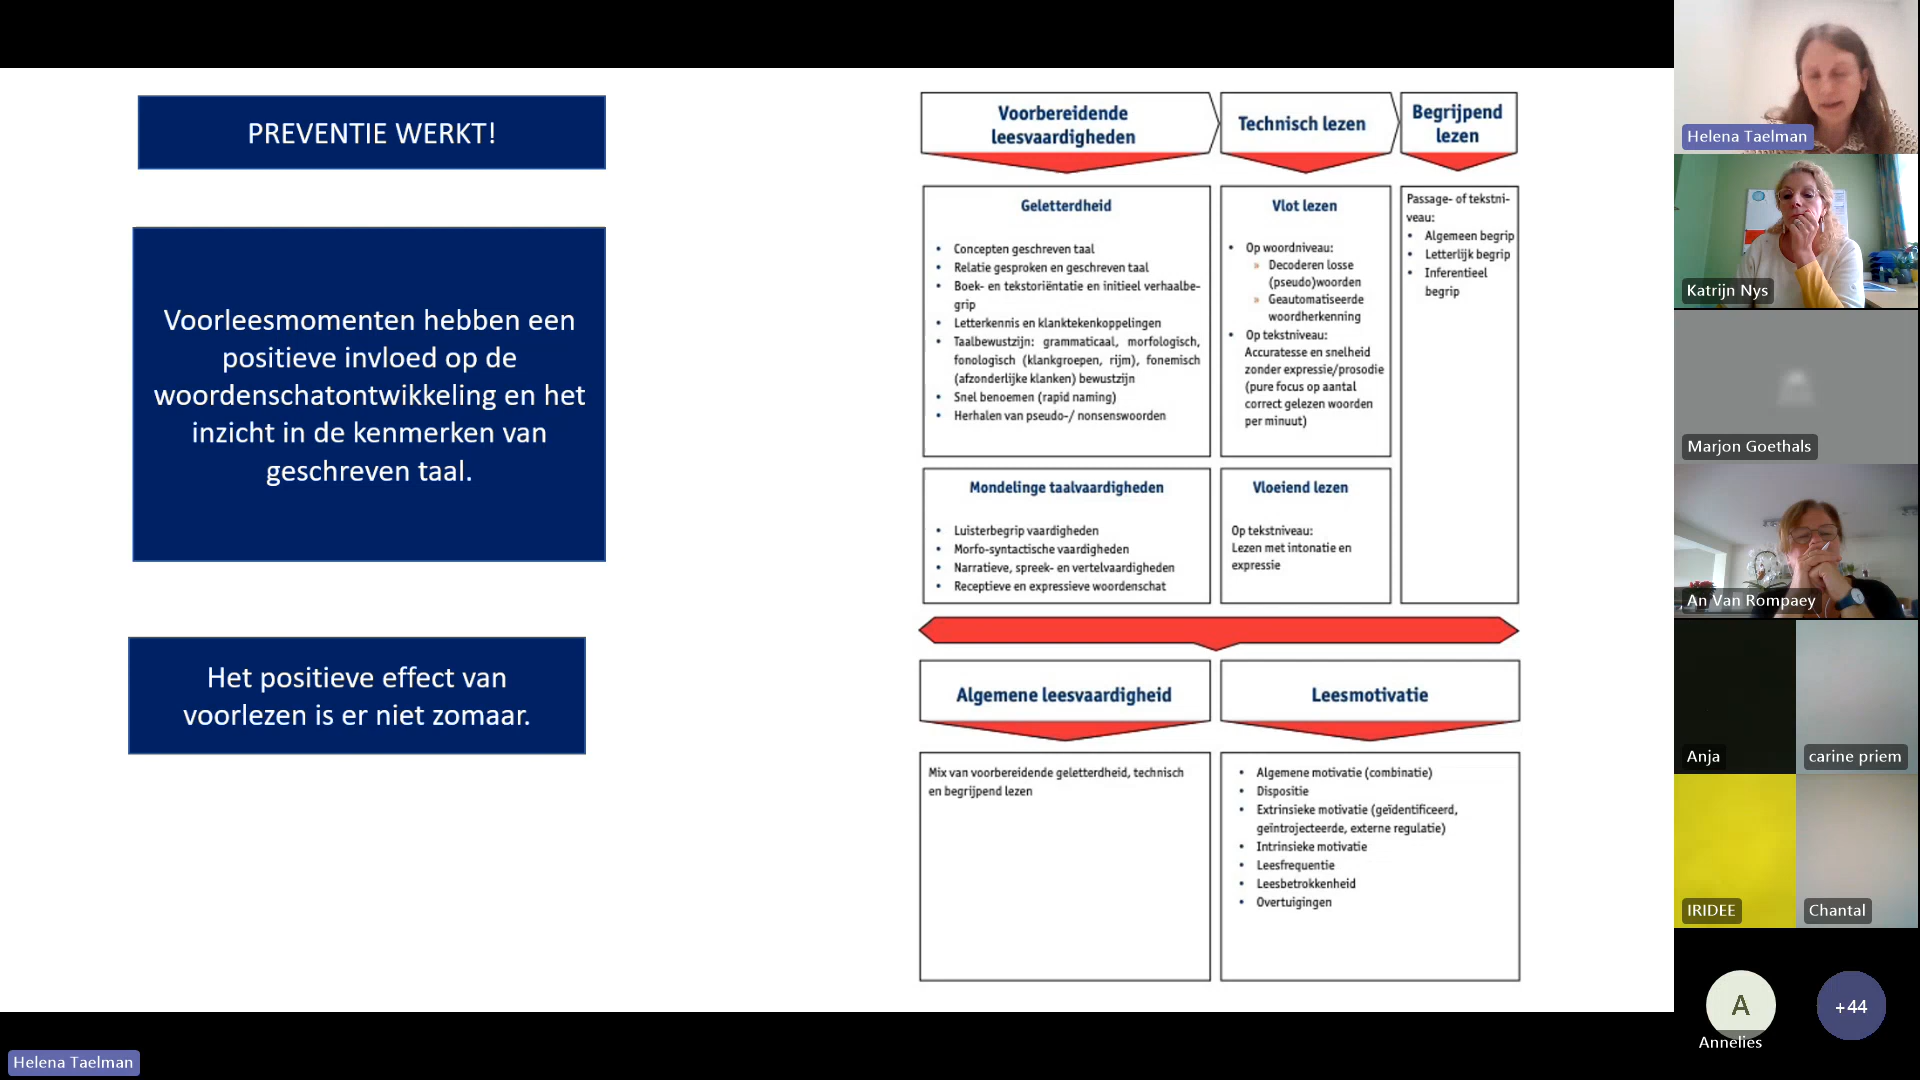 PREVENTIE WERKT!
Voorleesmomenten hebben een
positieve invloed op de
woordenschatontwikkeling en het
inzicht in de kenmerken van
geschreven taal.
Het positieve effect van
voorlezen is er niet zomaar.
Voorbereidende
leesvaardigheden
Technisch lezen
Begrijpend
lezen
Geletterdheid
• Concepten geschreven taal
• Relatie gesproken en geschreven taal
• Boek- en tekstoriëntatie en initieel verhaalbe-
grip
• Letterkennis en klanktekenkoppelingen
• Taalbewustzijn: grammaticaal, morfologisch,
fonologisch (klankgroepen, rijm), fonemisch
(afzonderlijke klanken) bewustzijn
• Snel benoemen (rapid naming)
• Herhalen van pseudo-/ nonsenswoorden
Vlot lezen
• Op woordniveau:
» Decoderen losse
(pseudo)woorden
» Geautomatiseerde
woordherkenning
• Op tekstniveau:
Accuratesse en snelheid
zonder expressie/prosodie
(pure focus op aantal
correct gelezen woorden
per minuut)
Passage- of tekstni-
veau:
• Algemeen begrip
• Letterlijk begrip
• Inferentieel
begrip
Mondelinge taalvaardigheden
• Luisterbegrip vaardigheden
• Morfo-syntactische vaardigheden
• Narratieve, spreek- en vertelvaardigheden
• Receptieve en expressieve woordenschat
Vloeiend lezen
Op tekstniveau:
Lezen met intonatie en
expressie
Algemene leesvaardigheid
Leesmotivatie
Mix van voorbereidende geletterdheid, technisch
en begrijpend lezen
• Algemene motivatie (combinatie)
• Dispositie
• Extrinsieke motivatie (geïdentificeerd,
geïntrojecteerde, externe regulatie)
• Intrinsieke motivatie
• Leesfrequentie
• Leesbetrokkenheid
• Overtuigingen
Helena Taelman
Katrijn Nys
Marjon Goethals
An Van Rompaey
Anja
carine priem
IRIDEE
Chantal
A
Annelies
+44
Helena Taelman